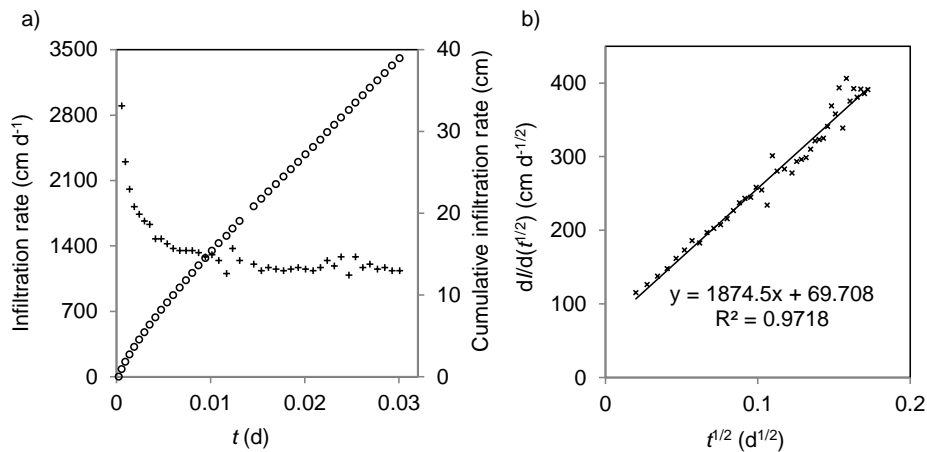 a)
3500
2800
2100
1400
700
0
Infiltration rate (cm d-1)
0
0.01
0.02
0.03
t (d)
40
30
20
10
0
Cumulative infiltration rate (cm)
b)
400
300
200
100
0
dI/d(t1/2) (cm d-1/2)
y = 1874.5x + 69.708
R² = 0.9718
0
0.1
0.2
t1/2 (d1/2)